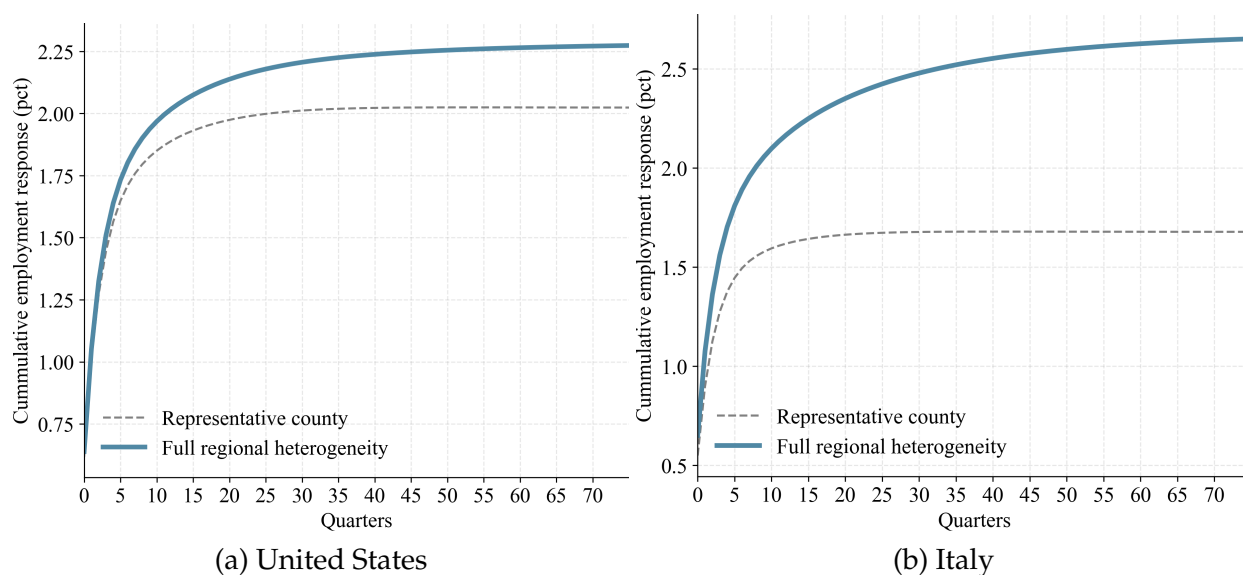 Cummulative employment response (pct)
2.25
2.00
1.75
1.50
1.25
1.00
0.75
Representative county
Full regional heterogeneity
0 5 10 15 20 25 30 35 40 45 50 55 60 65 70
Quarters
(a) United States
Cummulative employment response (pct)
2.5
2.0
1.5
1.0
0.5
Representative county
Full regional heterogeneity
0 5 10 15 20 25 30 35 40 45 50 55 60 65 70
Quarters
(b) Italy